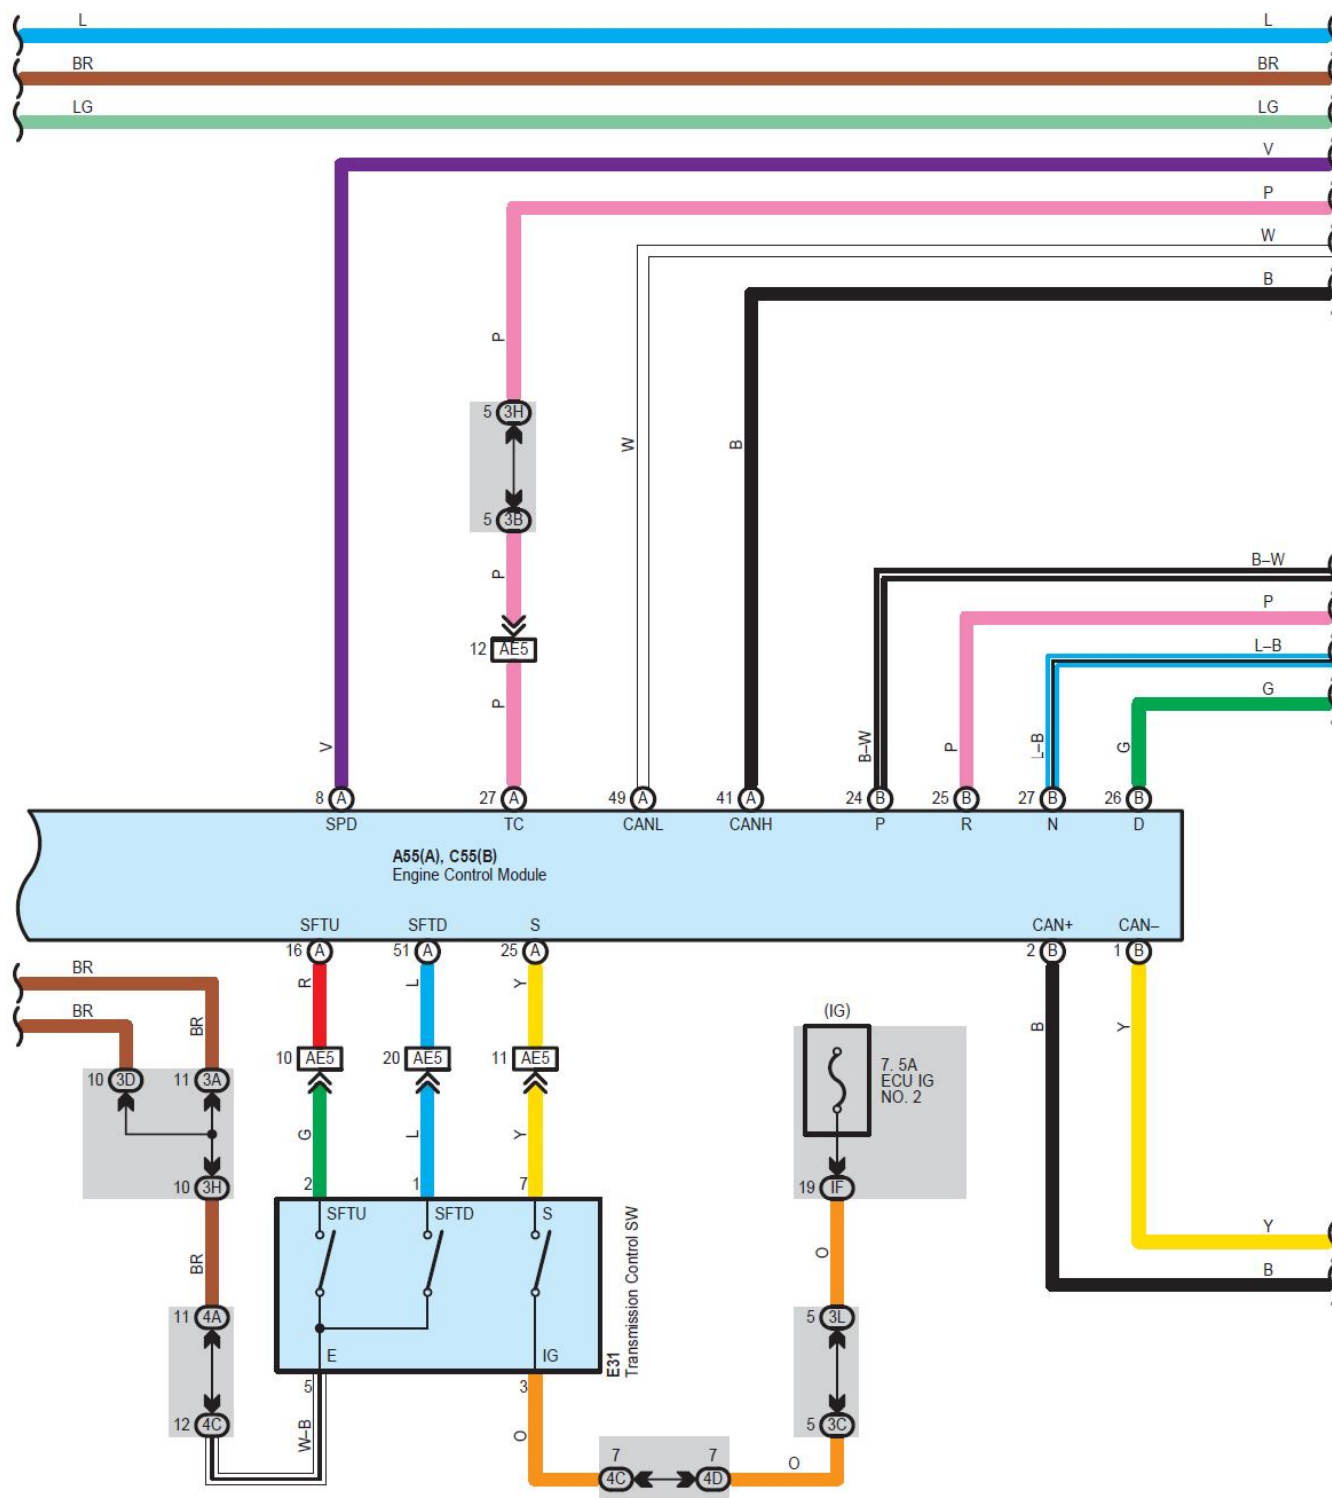 L L
BR BR
LG LG
V
P
W
B
P
5 3H
W
B
5 3B
B–W
P
P
12 AE5
L–B
G
P
V
B–W
P
L–B
G
8 A 27 A 49 A 41 A 24 B 25 B 27 B 26 B
SPD TC CANL CANH P R N D
A55(A), C55(B)
Engine Control Module
SFTU SFTD S CAN+ CAN–
16 A 51 A 25 A 2 B 1 B
BR
R L Y
BR
BR
(IG)
B Y
10 AE5 20 AE5 11 AE5
7. 5A
ECU IG
NO. 2
10 3D 11 3A
G L Y
10 3H
2 1 7
19 IF
SFTU SFTD S
BR
O
Y
B
11 4A
5 3L
E IG
E31
Transmission Control SW
5 3
12 4C
W–B
O
5 3C
7 7
O
4C 4D